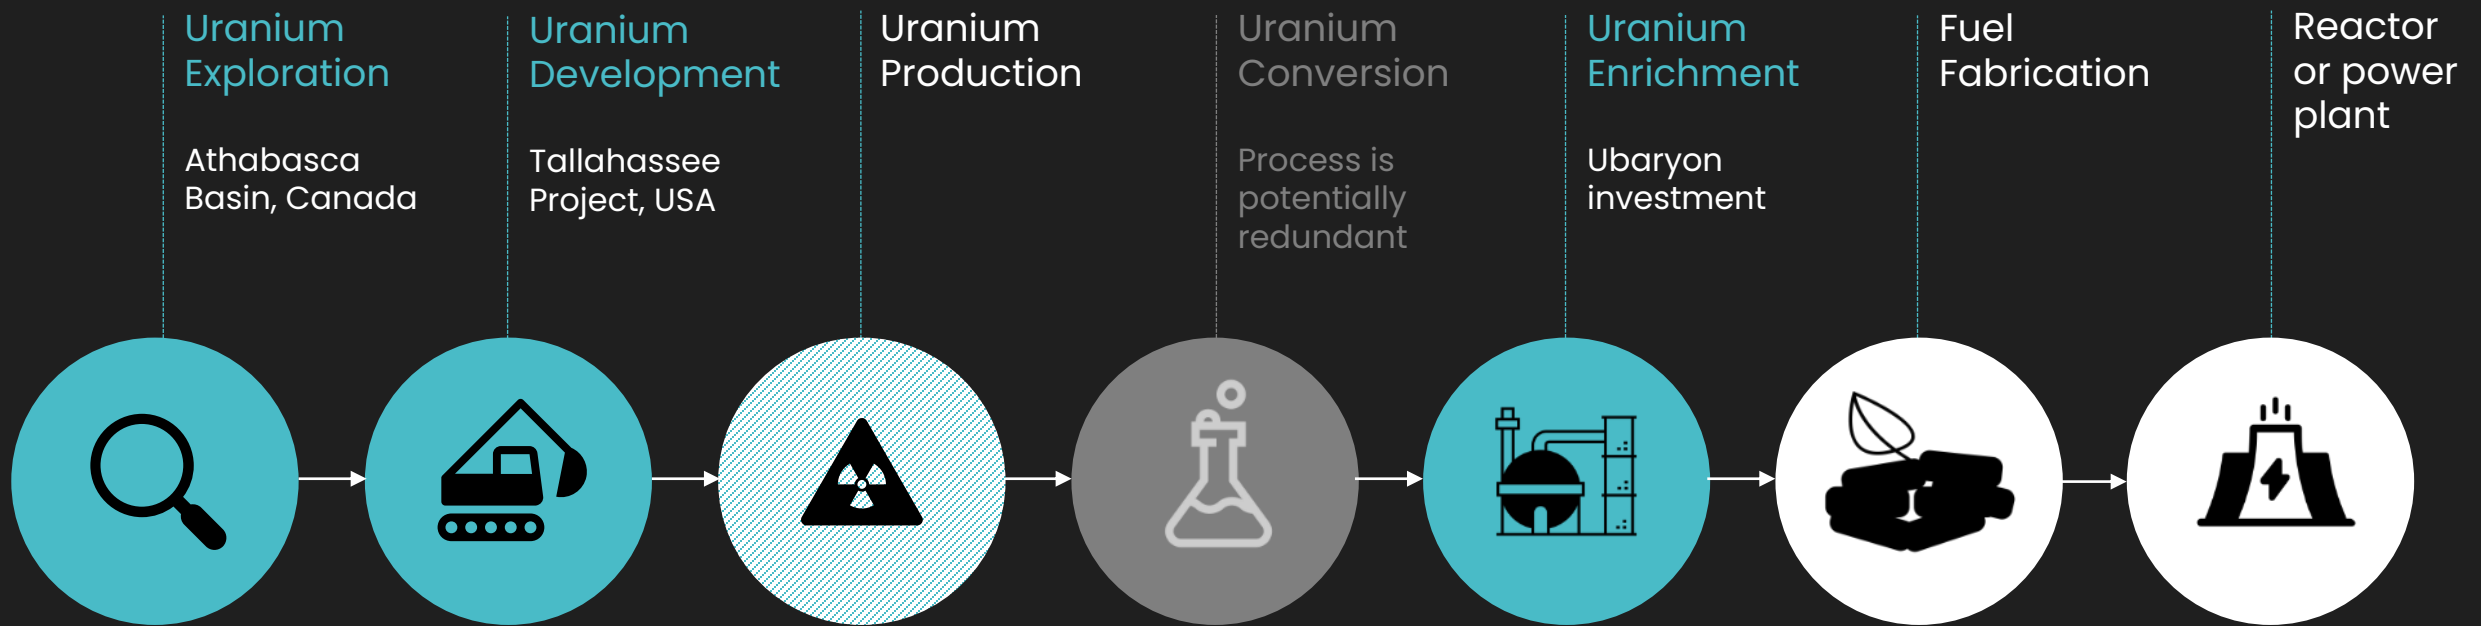 Uranium
Exploration
Athabasca
Basin, Canada
Uranium
Development
Tallahassee
Project, USA
Uranium
Production
Uranium
Conversion
Process is
potentially
redundant
Uranium
Enrichment
Ubaryon
investment
Fuel
Fabrication
Reactor
or power
plant